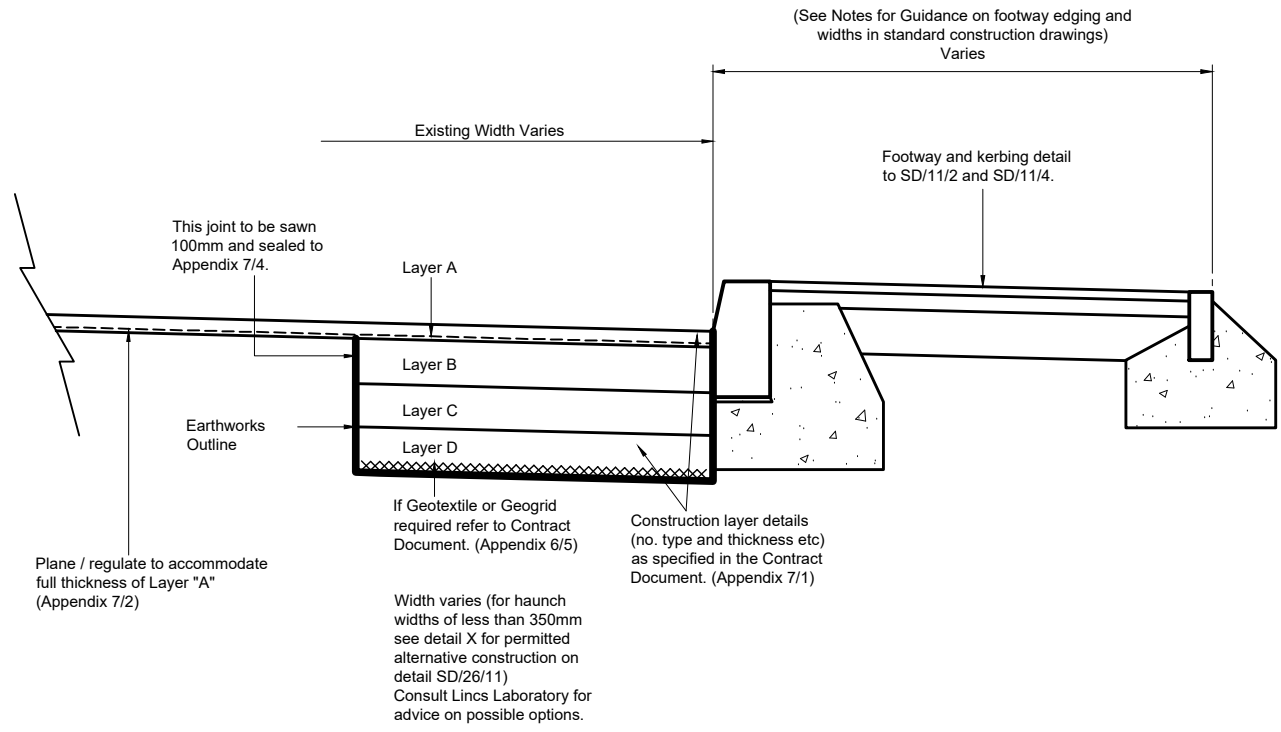 (See Notes for Guidance on footway edging and
widths in standard construction drawings)
Varies
Existing Width Varies
Footway and kerbing detail
to SD/11/2 and SD/11/4.
This joint to be sawn
100mm and sealed to
Appendix 7/4.
Layer A
Layer B
Layer C
Earthworks
Outline
Layer D
If Geotextile or Geogrid
required refer to Contract
Document. (Appendix 6/5)
Construction layer details
(no. type and thickness etc)
as specified in the Contract
Document. (Appendix 7/1)
Plane / regulate to accommodate
full thickness of Layer "A"
(Appendix 7/2)
Width varies (for haunch
widths of less than 350mm
see detail X for permitted
alternative construction on
detail SD/26/11)
Consult Lincs Laboratory for
advice on possible options.